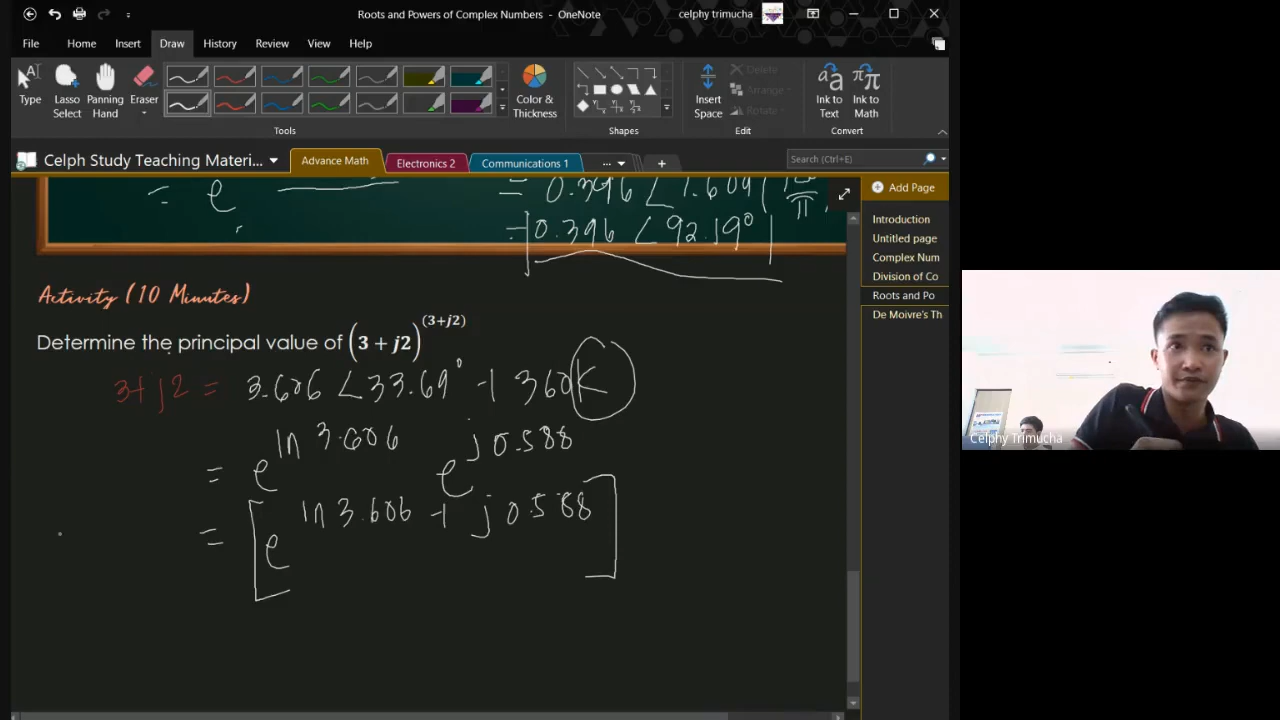 Roots and Powers of Complex Numbers - OneNote
celphy trimucha
File Home Insert Draw History Review View Help
Type
Lasso Select
Panning Hand
Eraser
Color & Thickness
Insert Space
Delete
Arrange
Rotate
Ink to Text
Ink to Math
Tools
Shapes
Edit
Convert
Celph Study Teaching Materi...
Advance Math
Electronics 2
Communications 1
...
Search (Ctrl+E)
Add Page
Introduction
Untitled page
Complex Num
Division of Co
Roots and Po
De Moivre's Th
= e
= 0.396 ∠ 1.609 (
π
= 0.396 ∠ 92.19°
Activity (10 Minutes)
Determine the principal value of (3 + j2)^(3+j2)
3+j2 = 3.606 ∠33.69° + 360K
= e^ln 3.606 e^j0.588
= [e^ln 3.606 + j0.588]
Celphy Trimucha